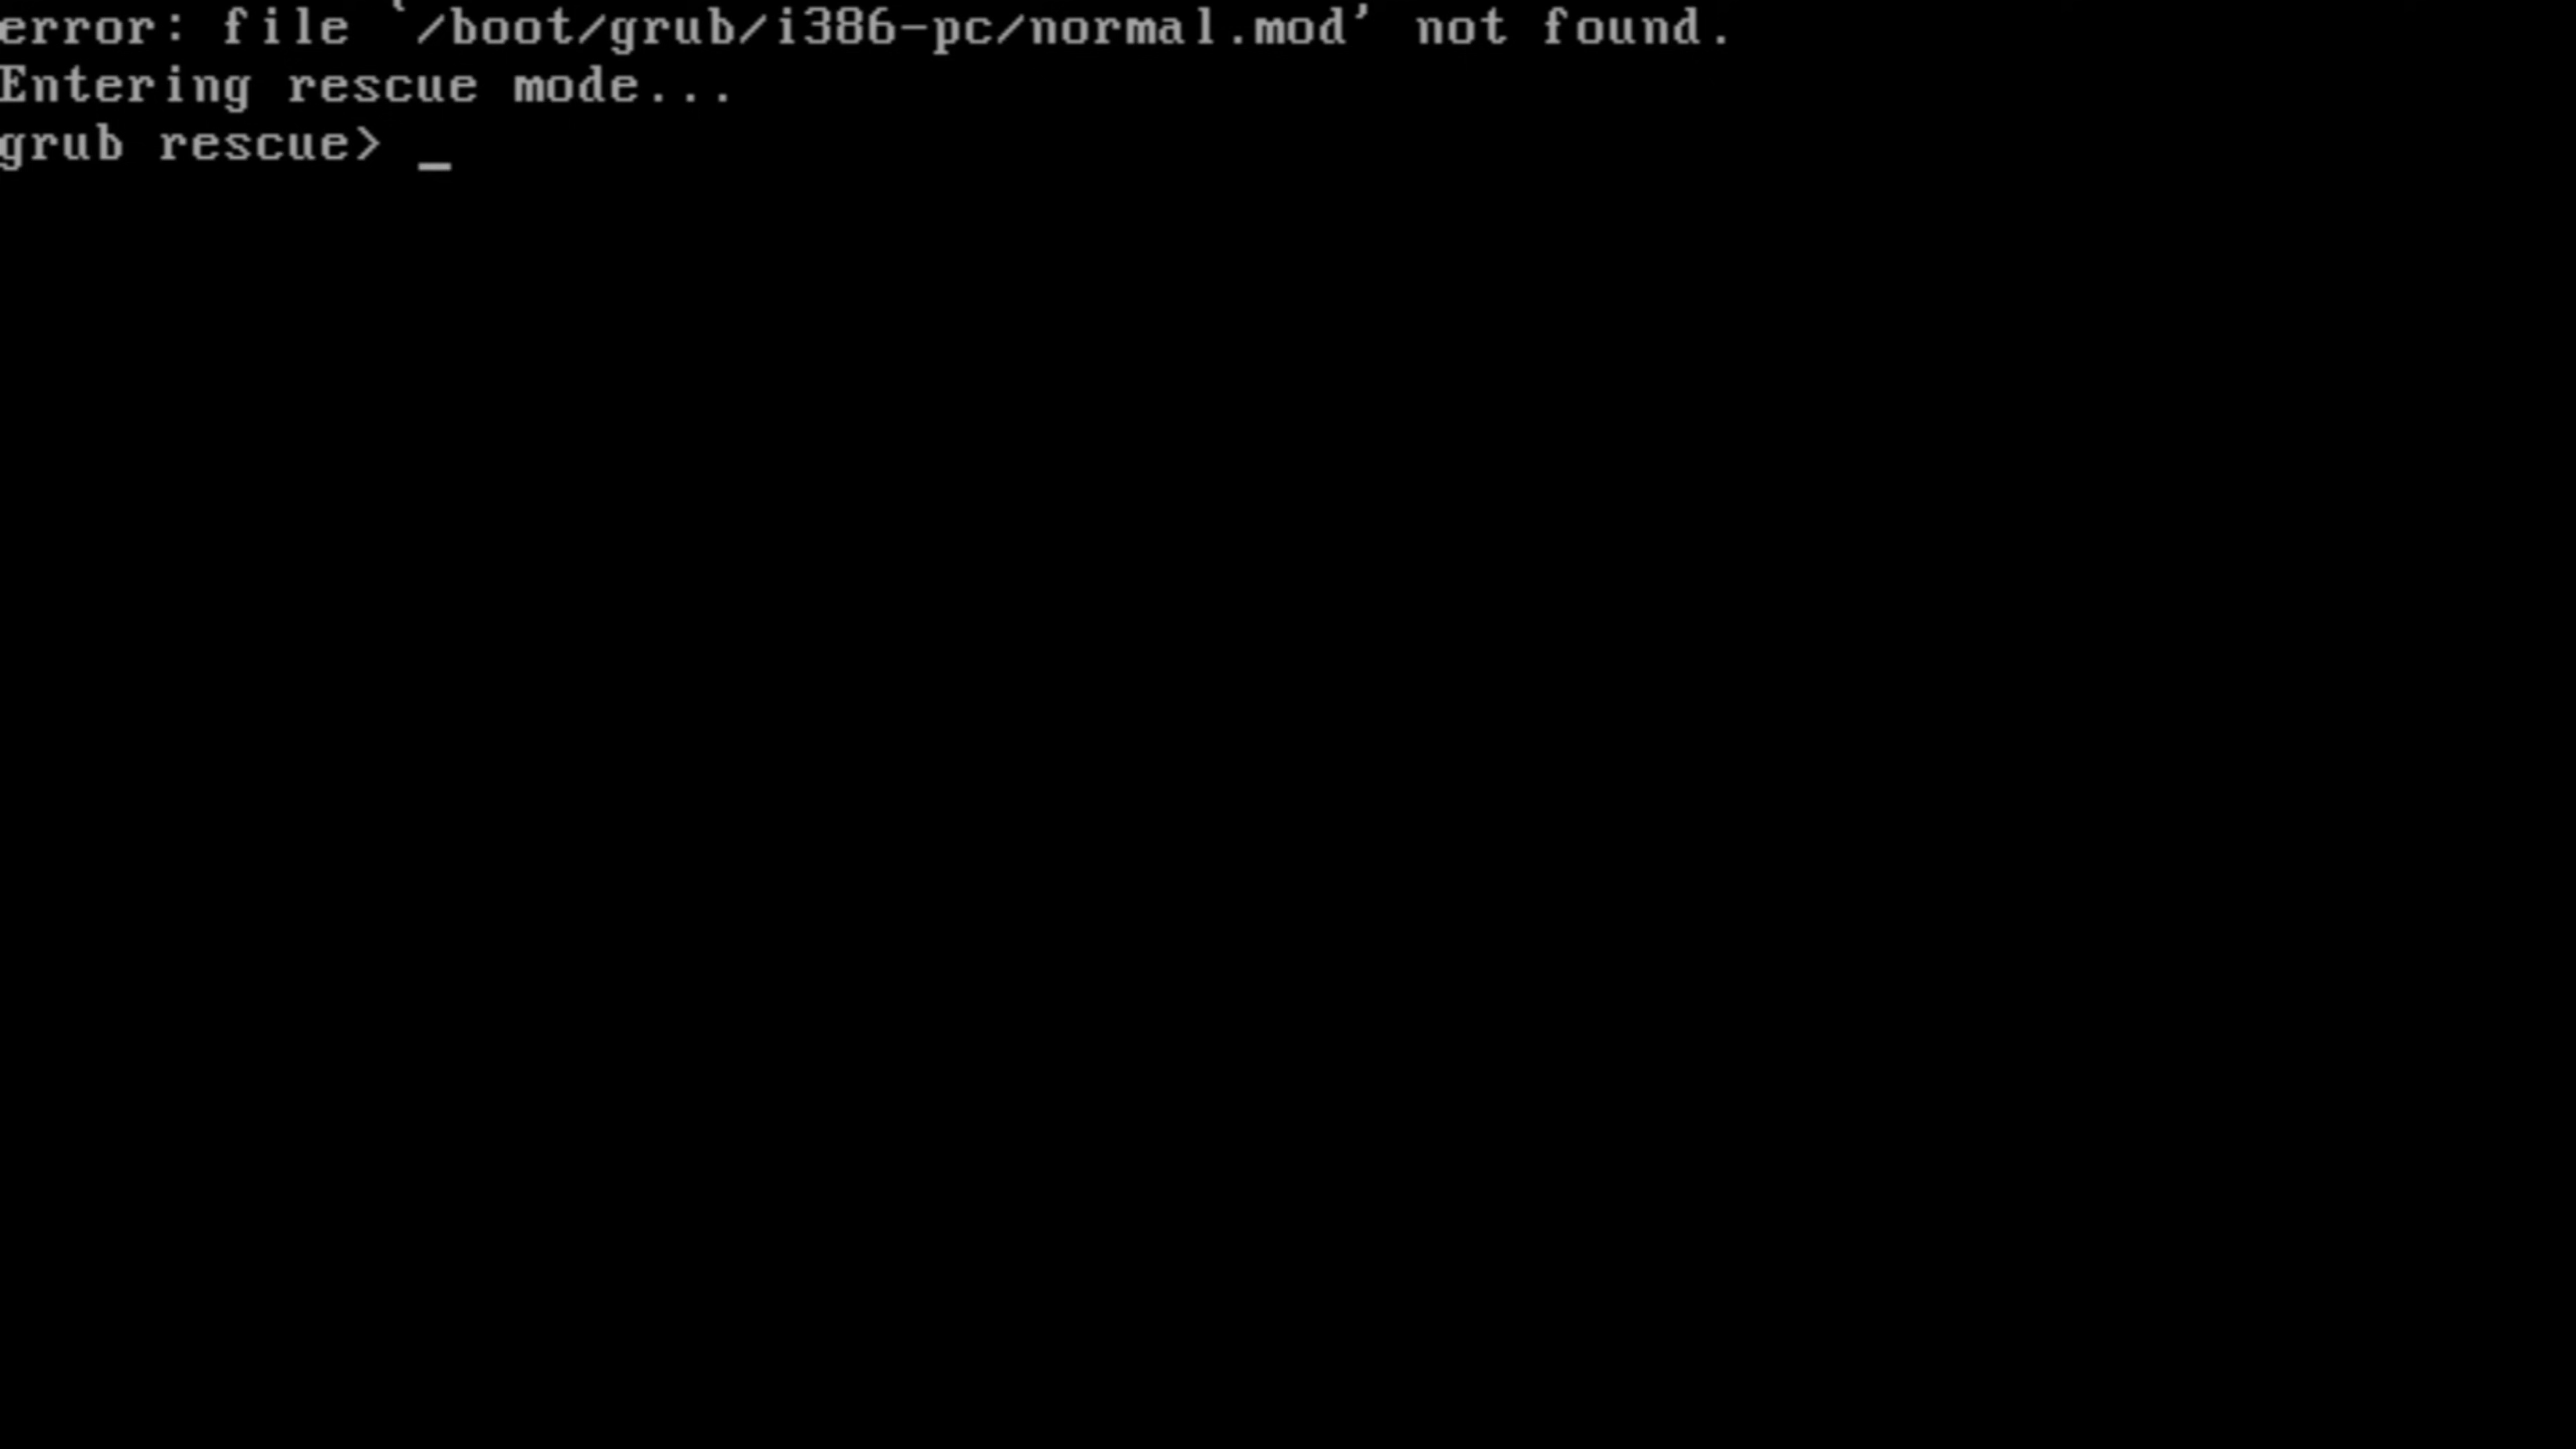 error: file `/boot/grub/i386-pc/normal.mod' not found.
Entering rescue mode...
grub rescue> _